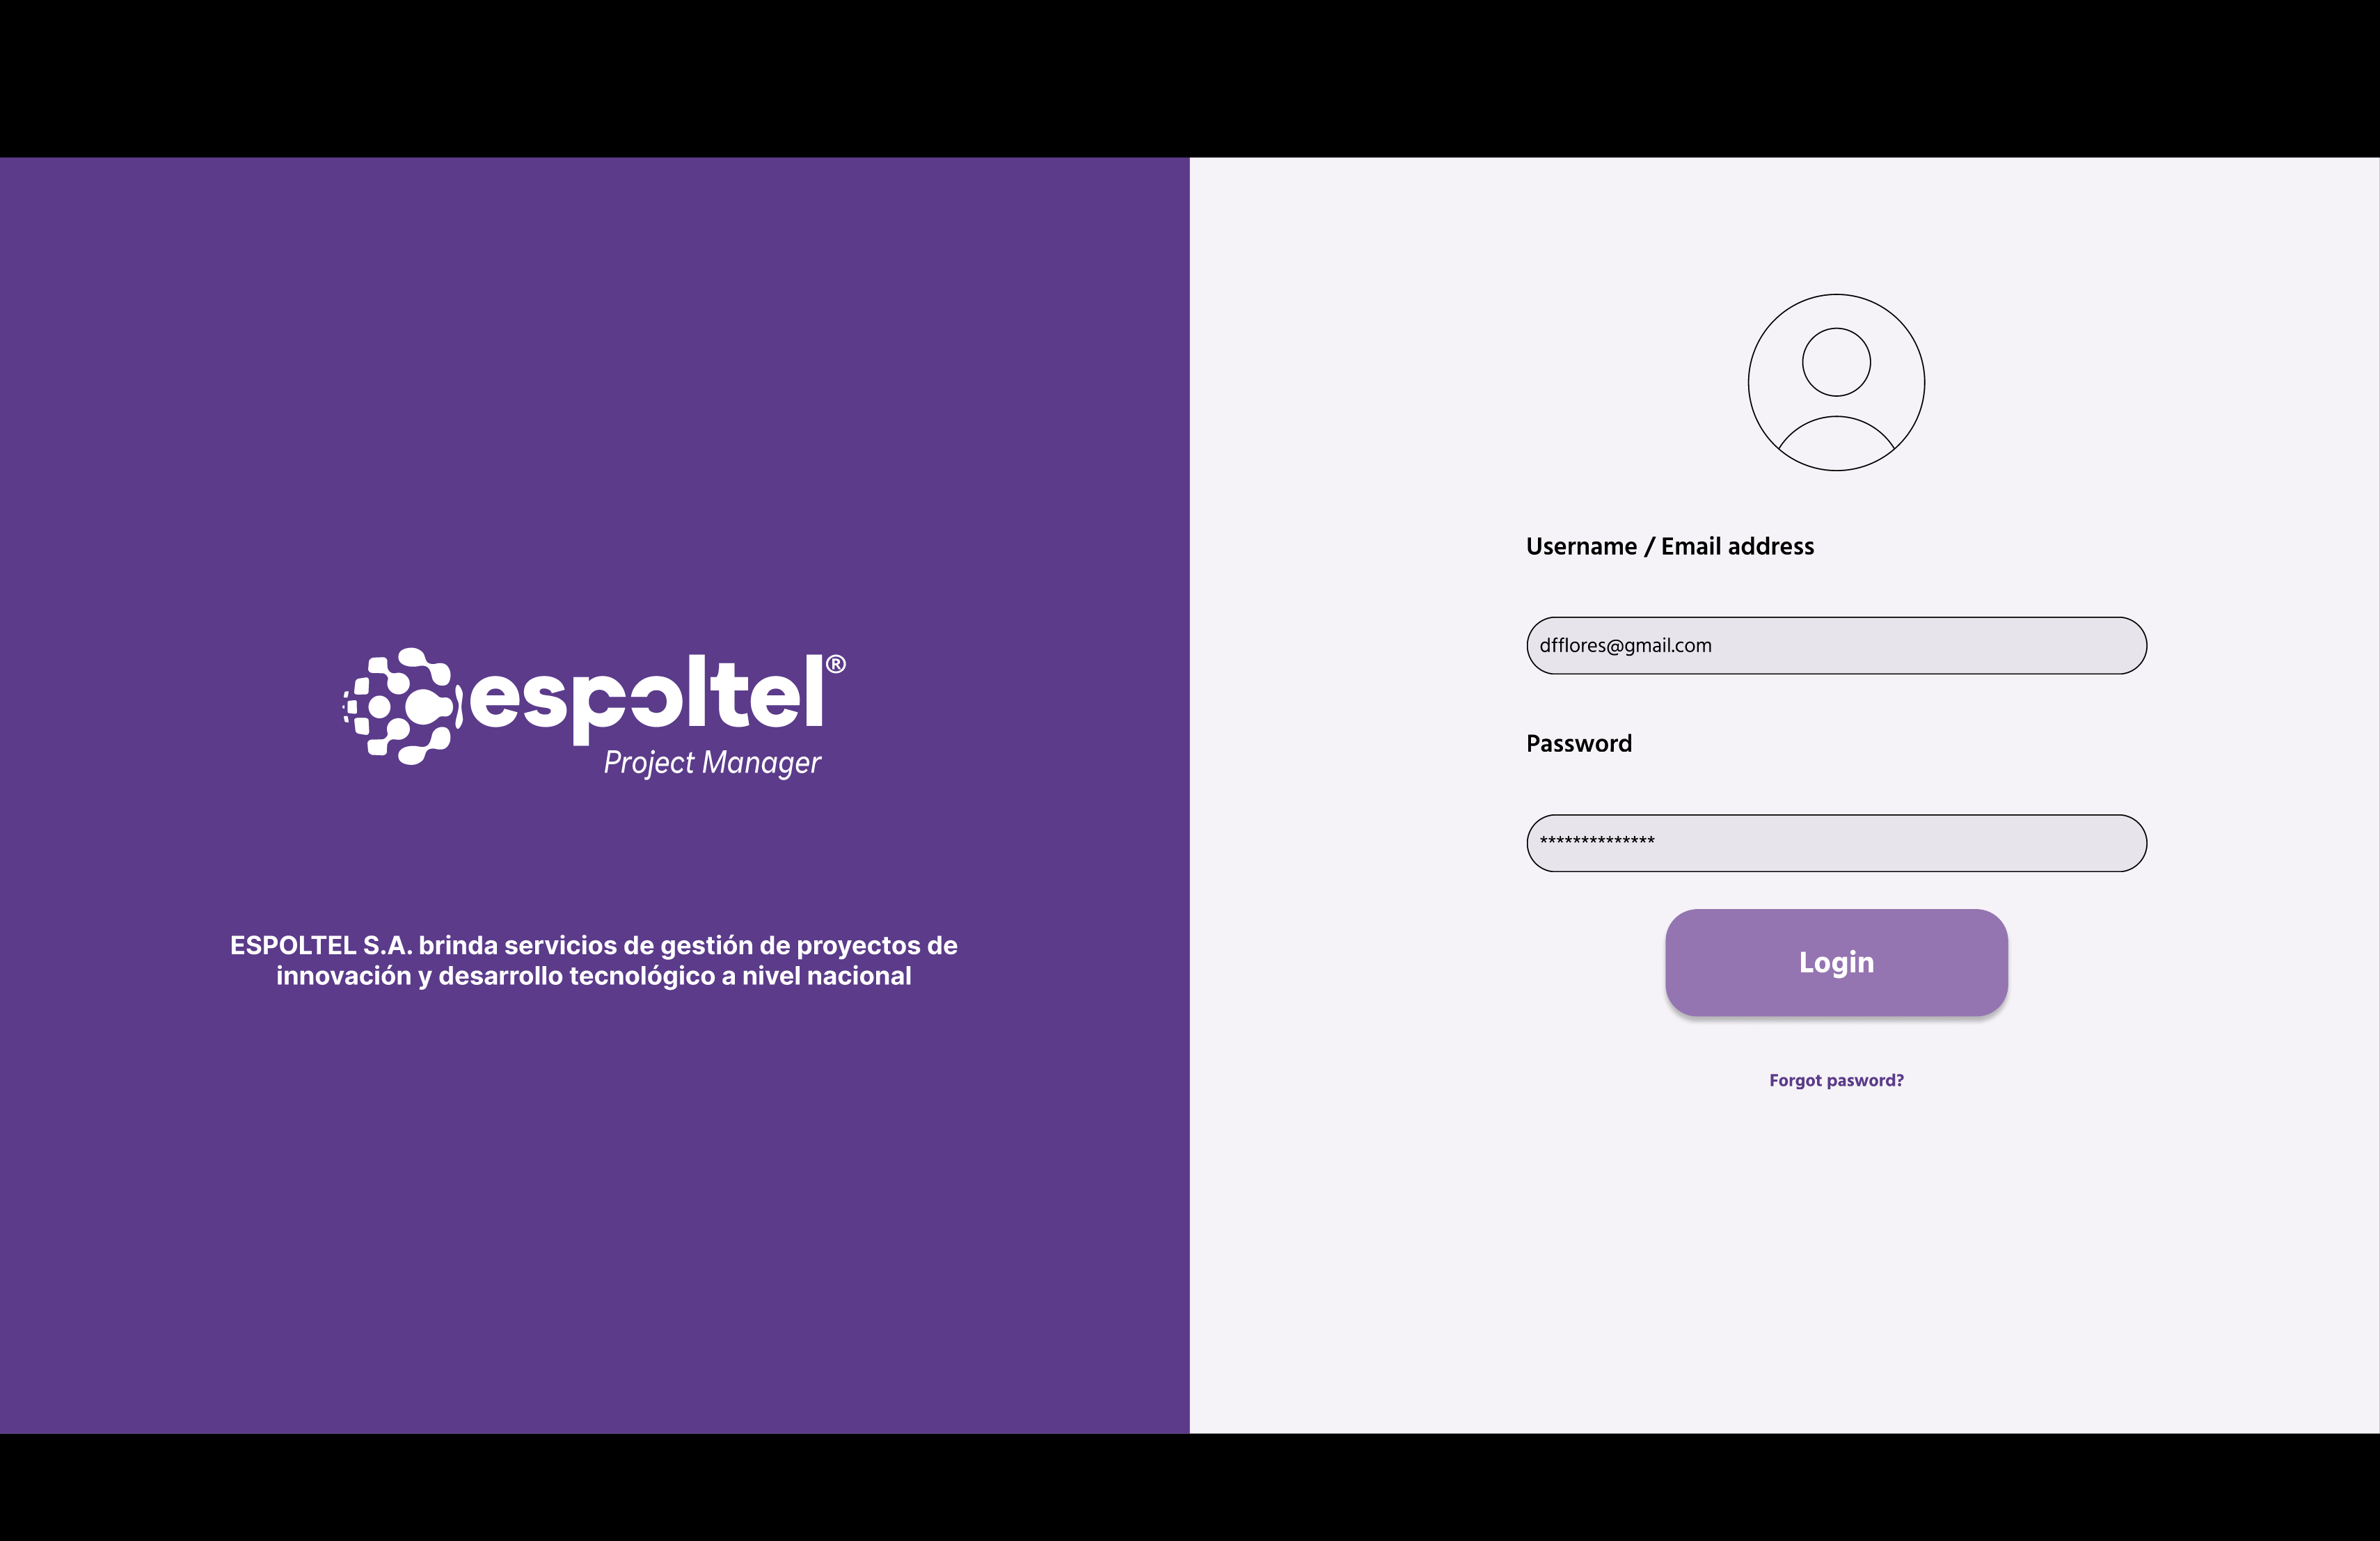 espoltel®
Project Manager
ESPOLTEL S.A. brinda servicios de gestión de proyectos de
innovación y desarrollo tecnológico a nivel nacional
Username / Email address
dfflores@gmail.com
Password
**************
Login
Forgot pasword?